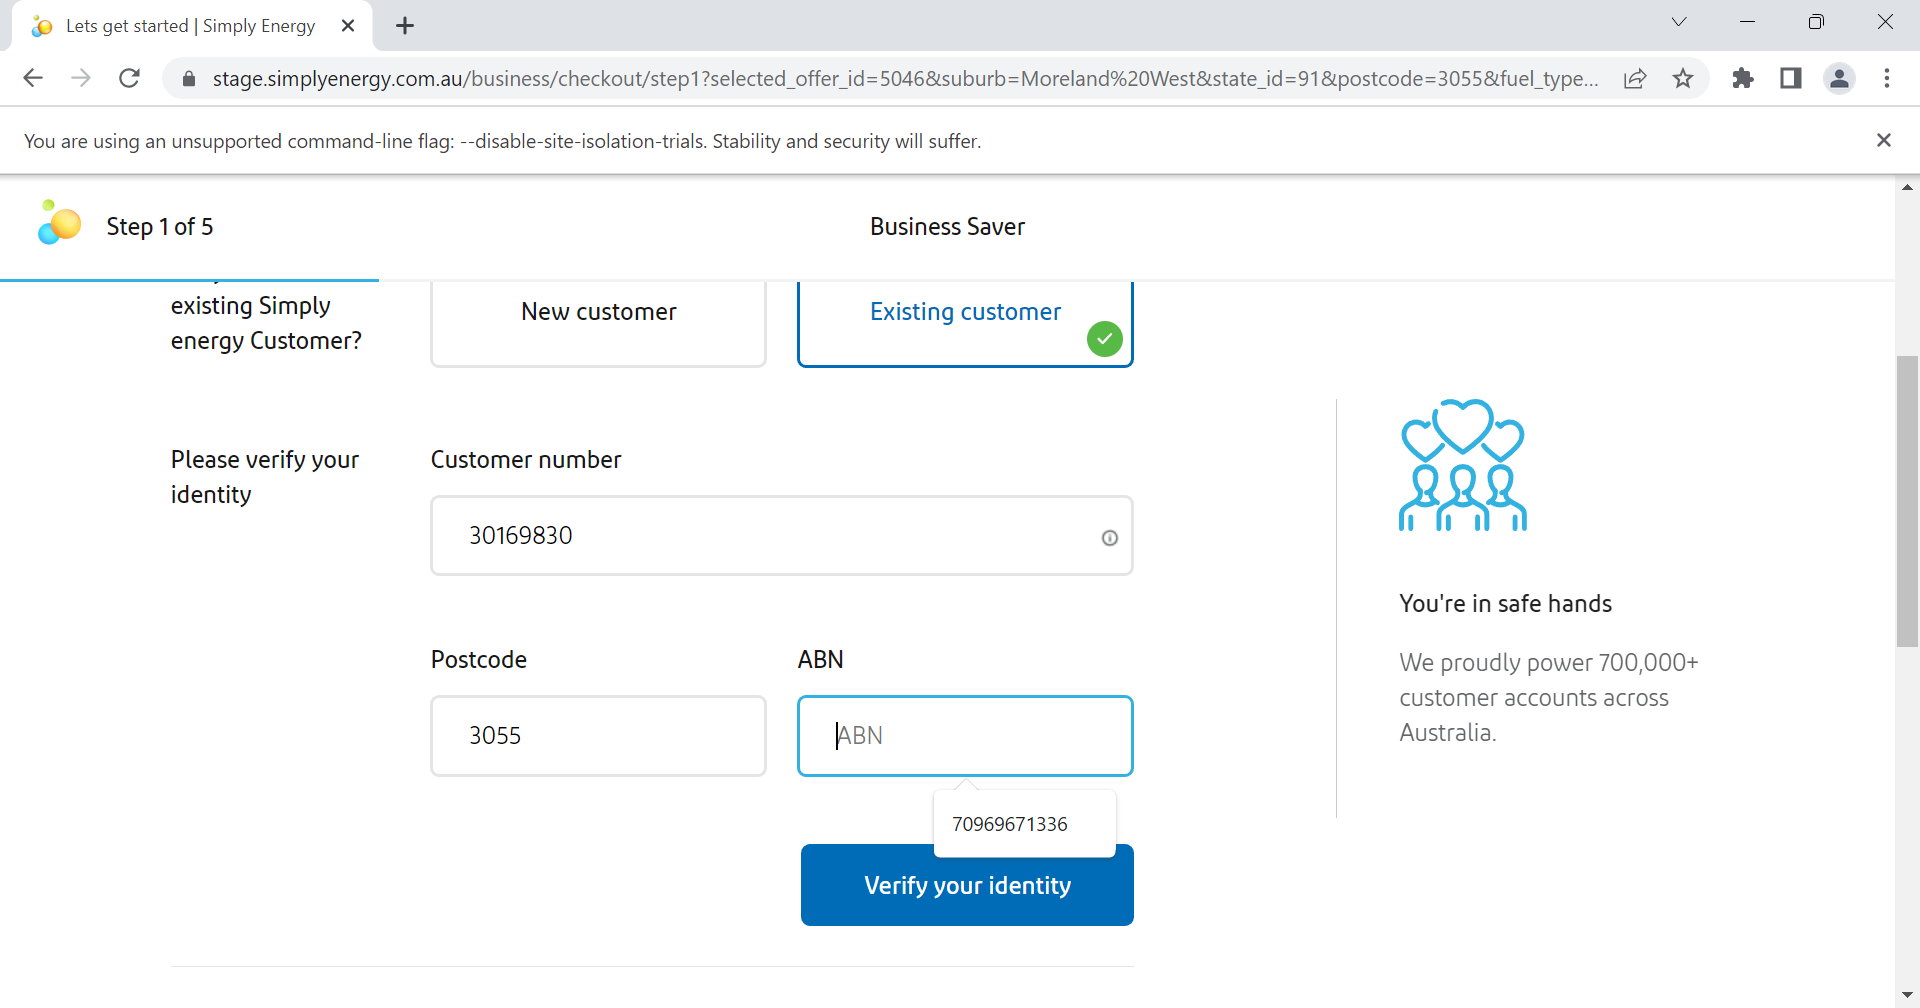 Lets get started | Simply Energy
stage.simplyenergy.com.au/business/checkout/step1?selected_offer_id=5046&suburb=Moreland%20West&state_id=91&postcode=3055&fuel_type...
You are using an unsupported command-line flag: --disable-site-isolation-trials. Stability and security will suffer.
Step 1 of 5
Business Saver
existing Simply
energy Customer?
New customer
Existing customer
Please verify your
identity
Customer number
30169830
Postcode
ABN
3055
ABN
70969671336
Verify your identity
You're in safe hands
We proudly power 700,000+
customer accounts across
Australia.